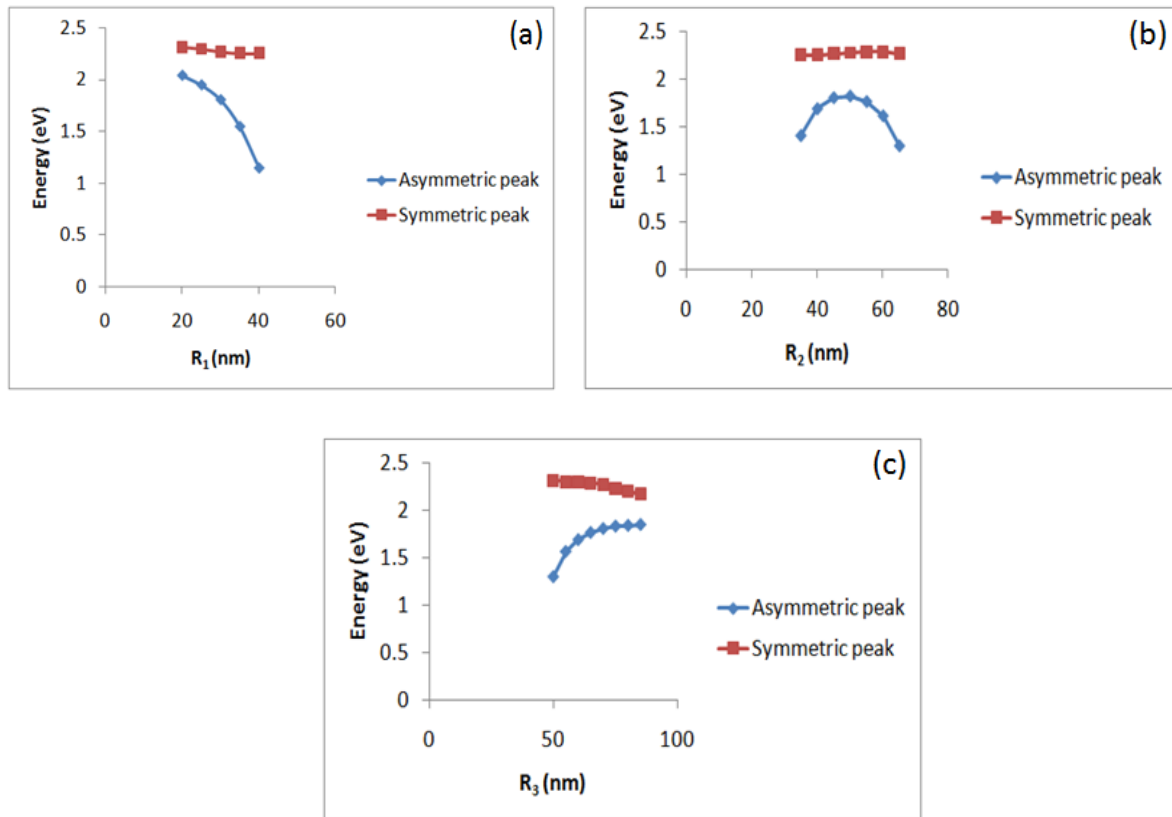 (a)
2.5
2
1.5
1
0.5
0
0
20
40
60
Energy (eV)
R1 (nm)
Asymmetric peak
Symmetric peak
(b)
2.5
2
1.5
1
0.5
0
0
20
40
60
80
Energy (eV)
R2 (nm)
Asymmetric peak
Symmetric peak
(c)
2.5
2
1.5
1
0.5
0
0
50
100
Energy (eV)
R3 (nm)
Asymmetric peak
Symmetric peak